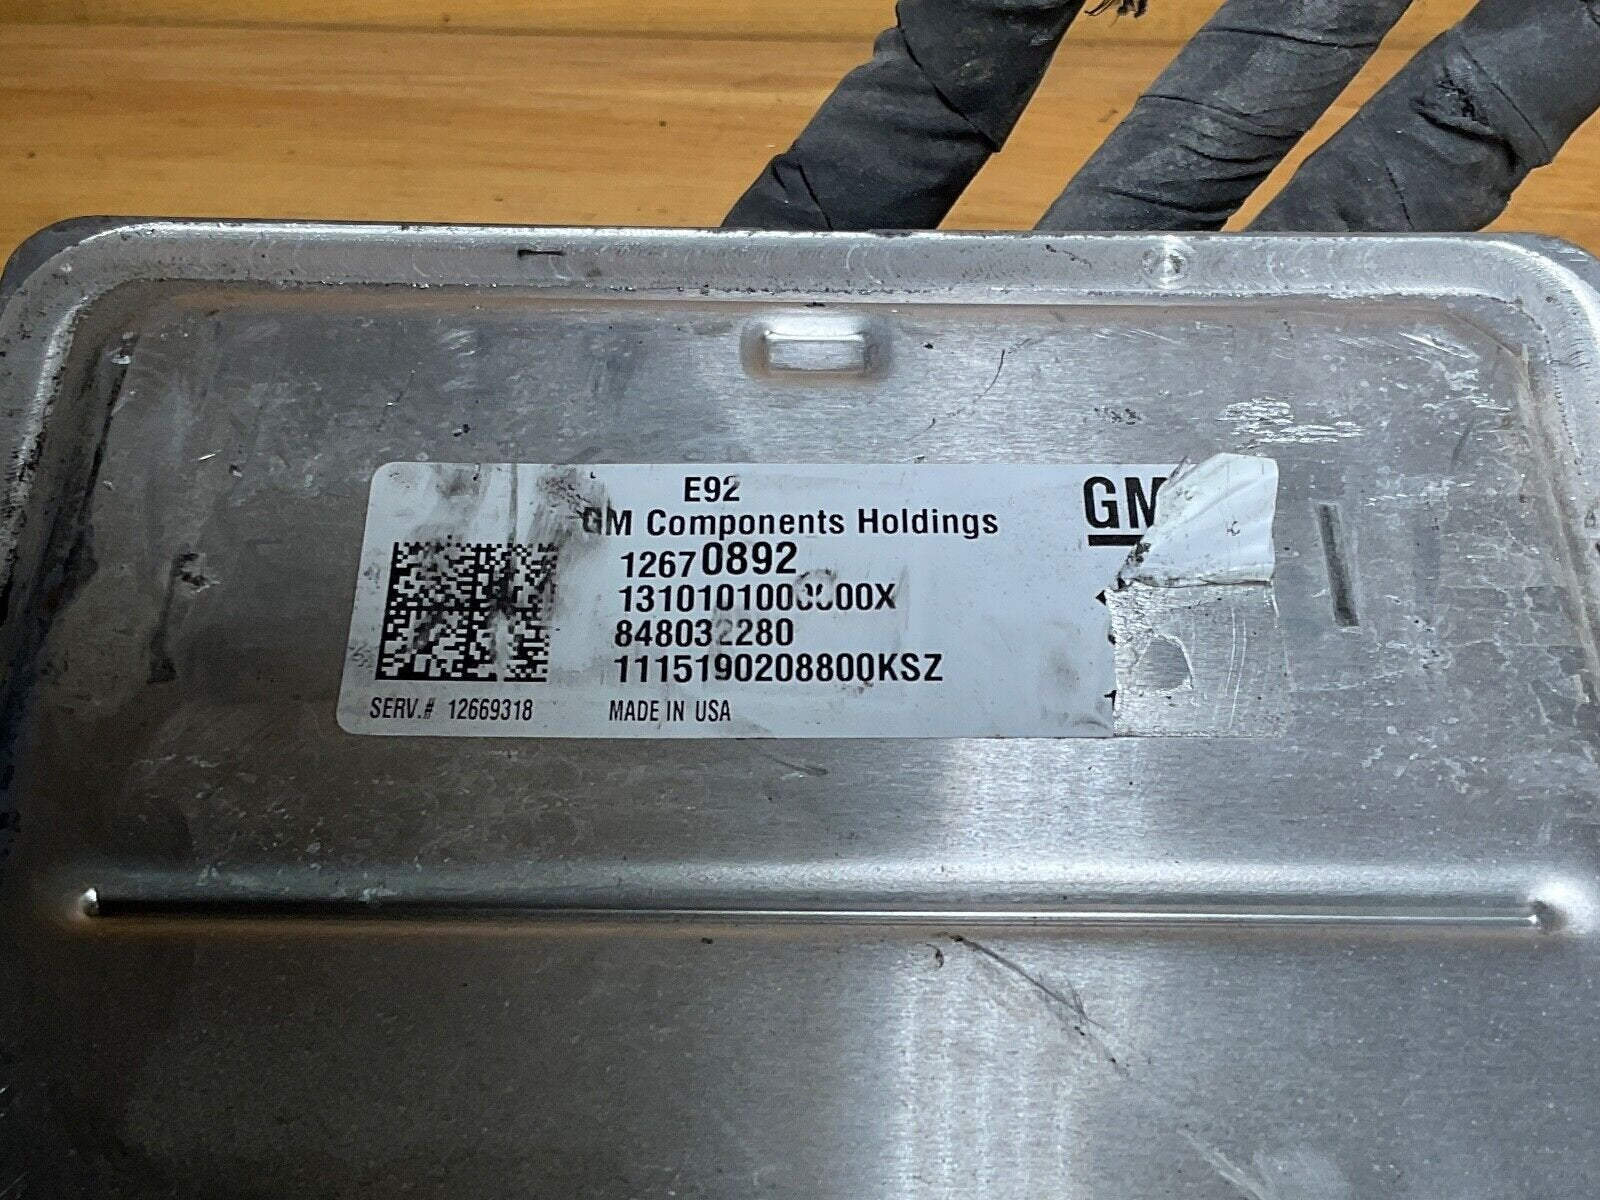 E92
GM Components Holdings
GM
12670892
848032280
1115190208800KSZ
SERV.# 12669318
MADE IN USA